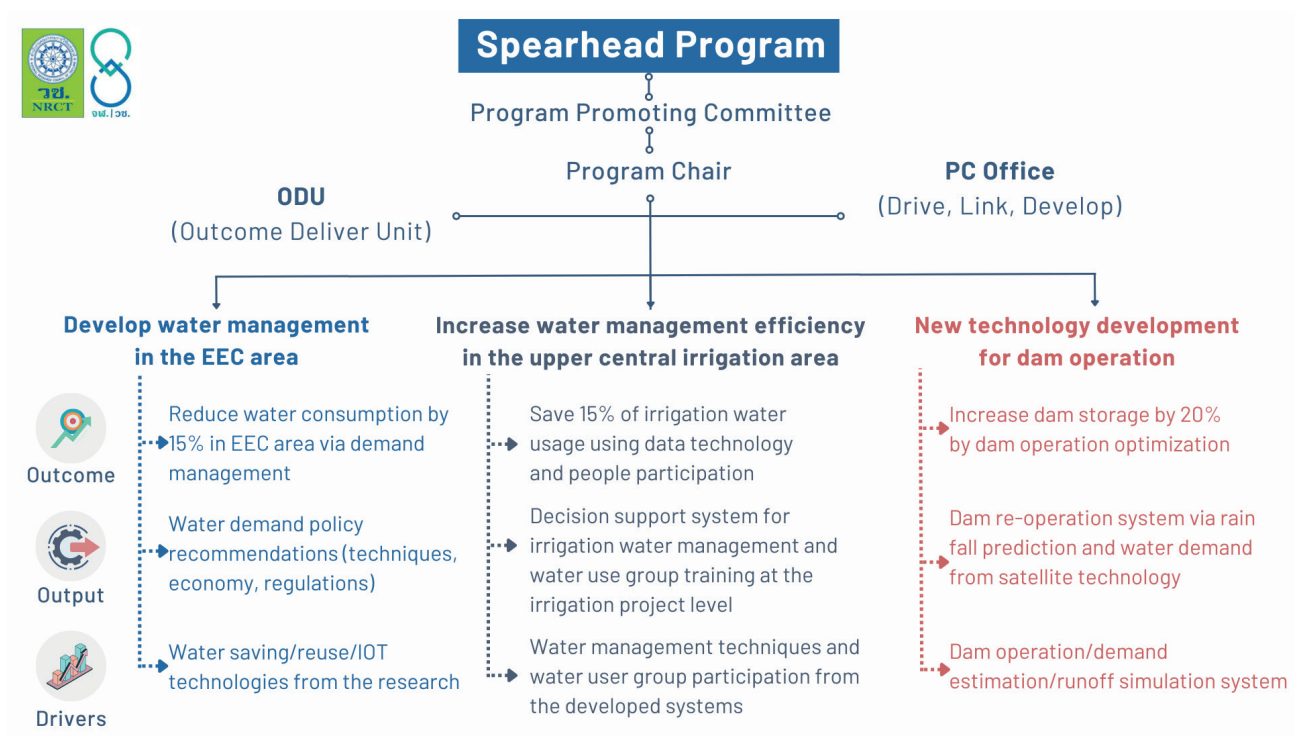 วช.
NRCT
จฬ.|วช.
Spearhead Program
Program Promoting Committee
Program Chair
ODU
(Outcome Deliver Unit)
PC Office
(Drive, Link, Develop)
Develop water management
in the EEC area
Increase water management efficiency
in the upper central irrigation area
New technology development
for dam operation
Outcome
Reduce water consumption by
15% in EEC area via demand
management
Save 15% of irrigation water
usage using data technology
and people participation
Increase dam storage by 20%
by dam operation optimization
Output
Water demand policy
recommendations (techniques,
economy, regulations)
Decision support system for
irrigation water management and
water use group training at the
irrigation project level
Dam re-operation system via rain
fall prediction and water demand
from satellite technology
Drivers
Water saving/reuse/IOT
technologies from the research
Water management techniques and
water user group participation from
the developed systems
Dam operation/demand
estimation/runoff simulation system